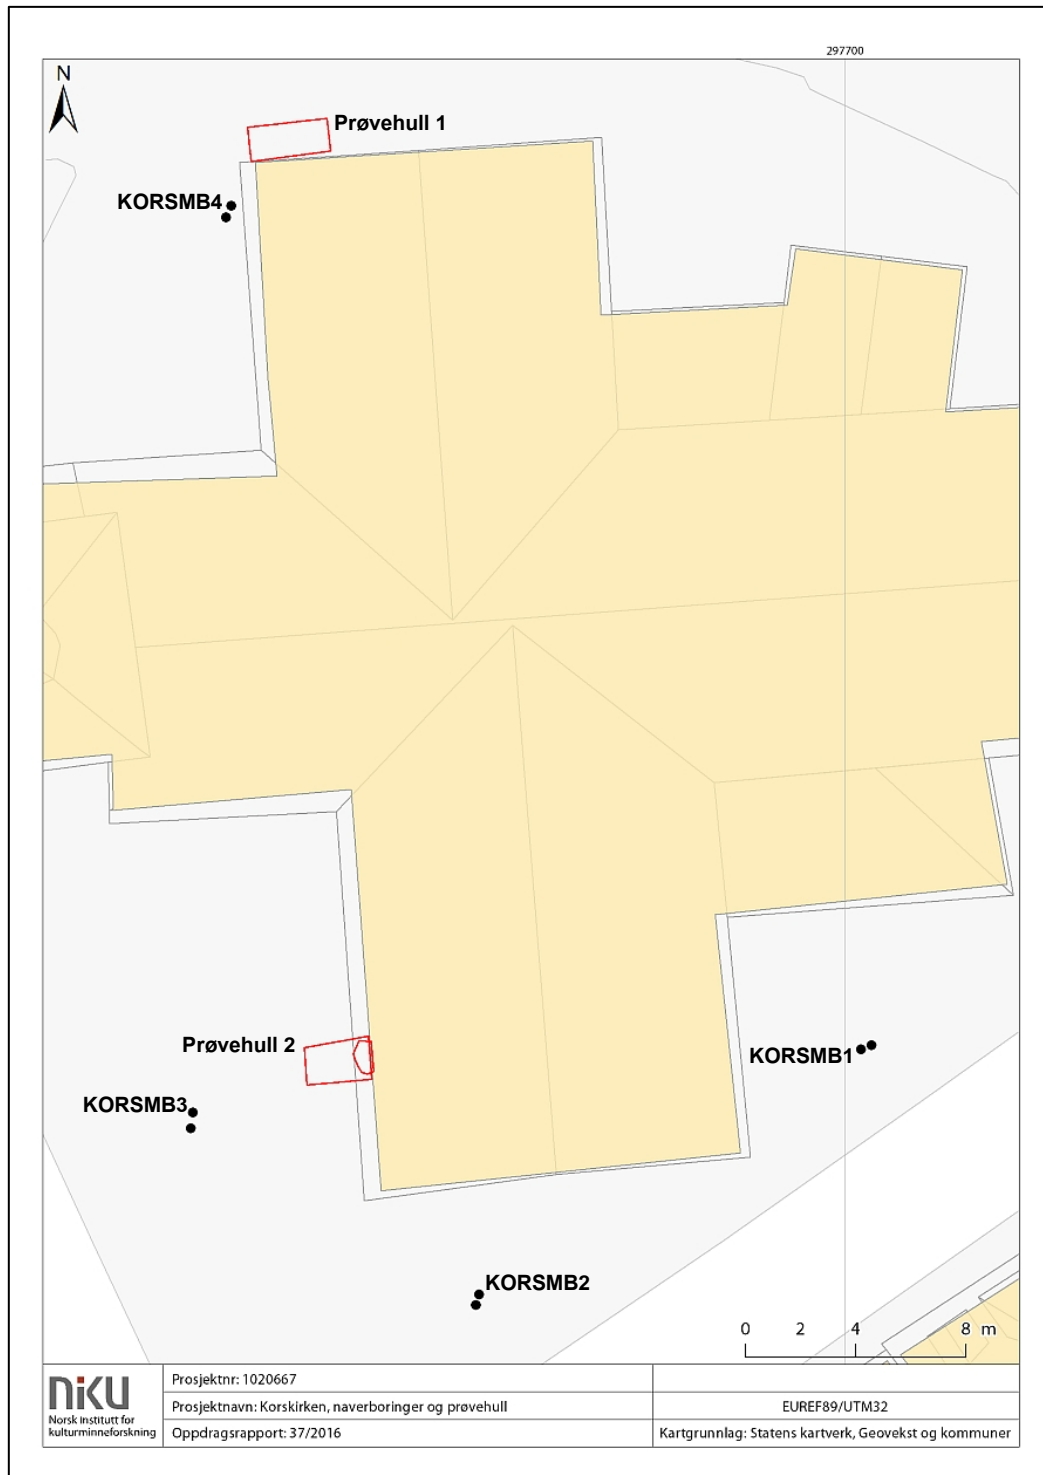 297700
N
Prøvehull 1
KORSMB4
Prøvehull 2
KORSMB1
KORSMB3
KORSMB2
0 2 4 8 m
niku
Norsk institutt for
kulturminneforskning
Prosjektnr: 1020667
Prosjektnavn: Korskirken, naverboringer og prøvehull
EUREF89/UTM32
Oppdragsrapport: 37/2016
Kartgrunnlag: Statens kartverk, Geovekst og kommuner